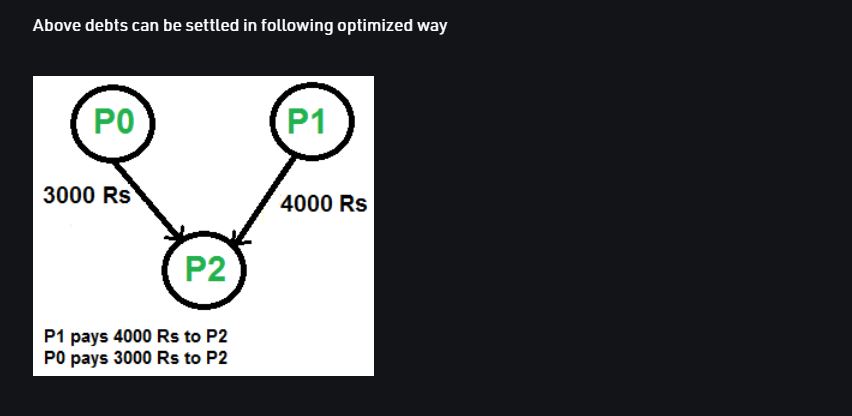 Above debts can be settled in following optimized way
P0
P1
3000 Rs
4000 Rs
P2
P1 pays 4000 Rs to P2
P0 pays 3000 Rs to P2